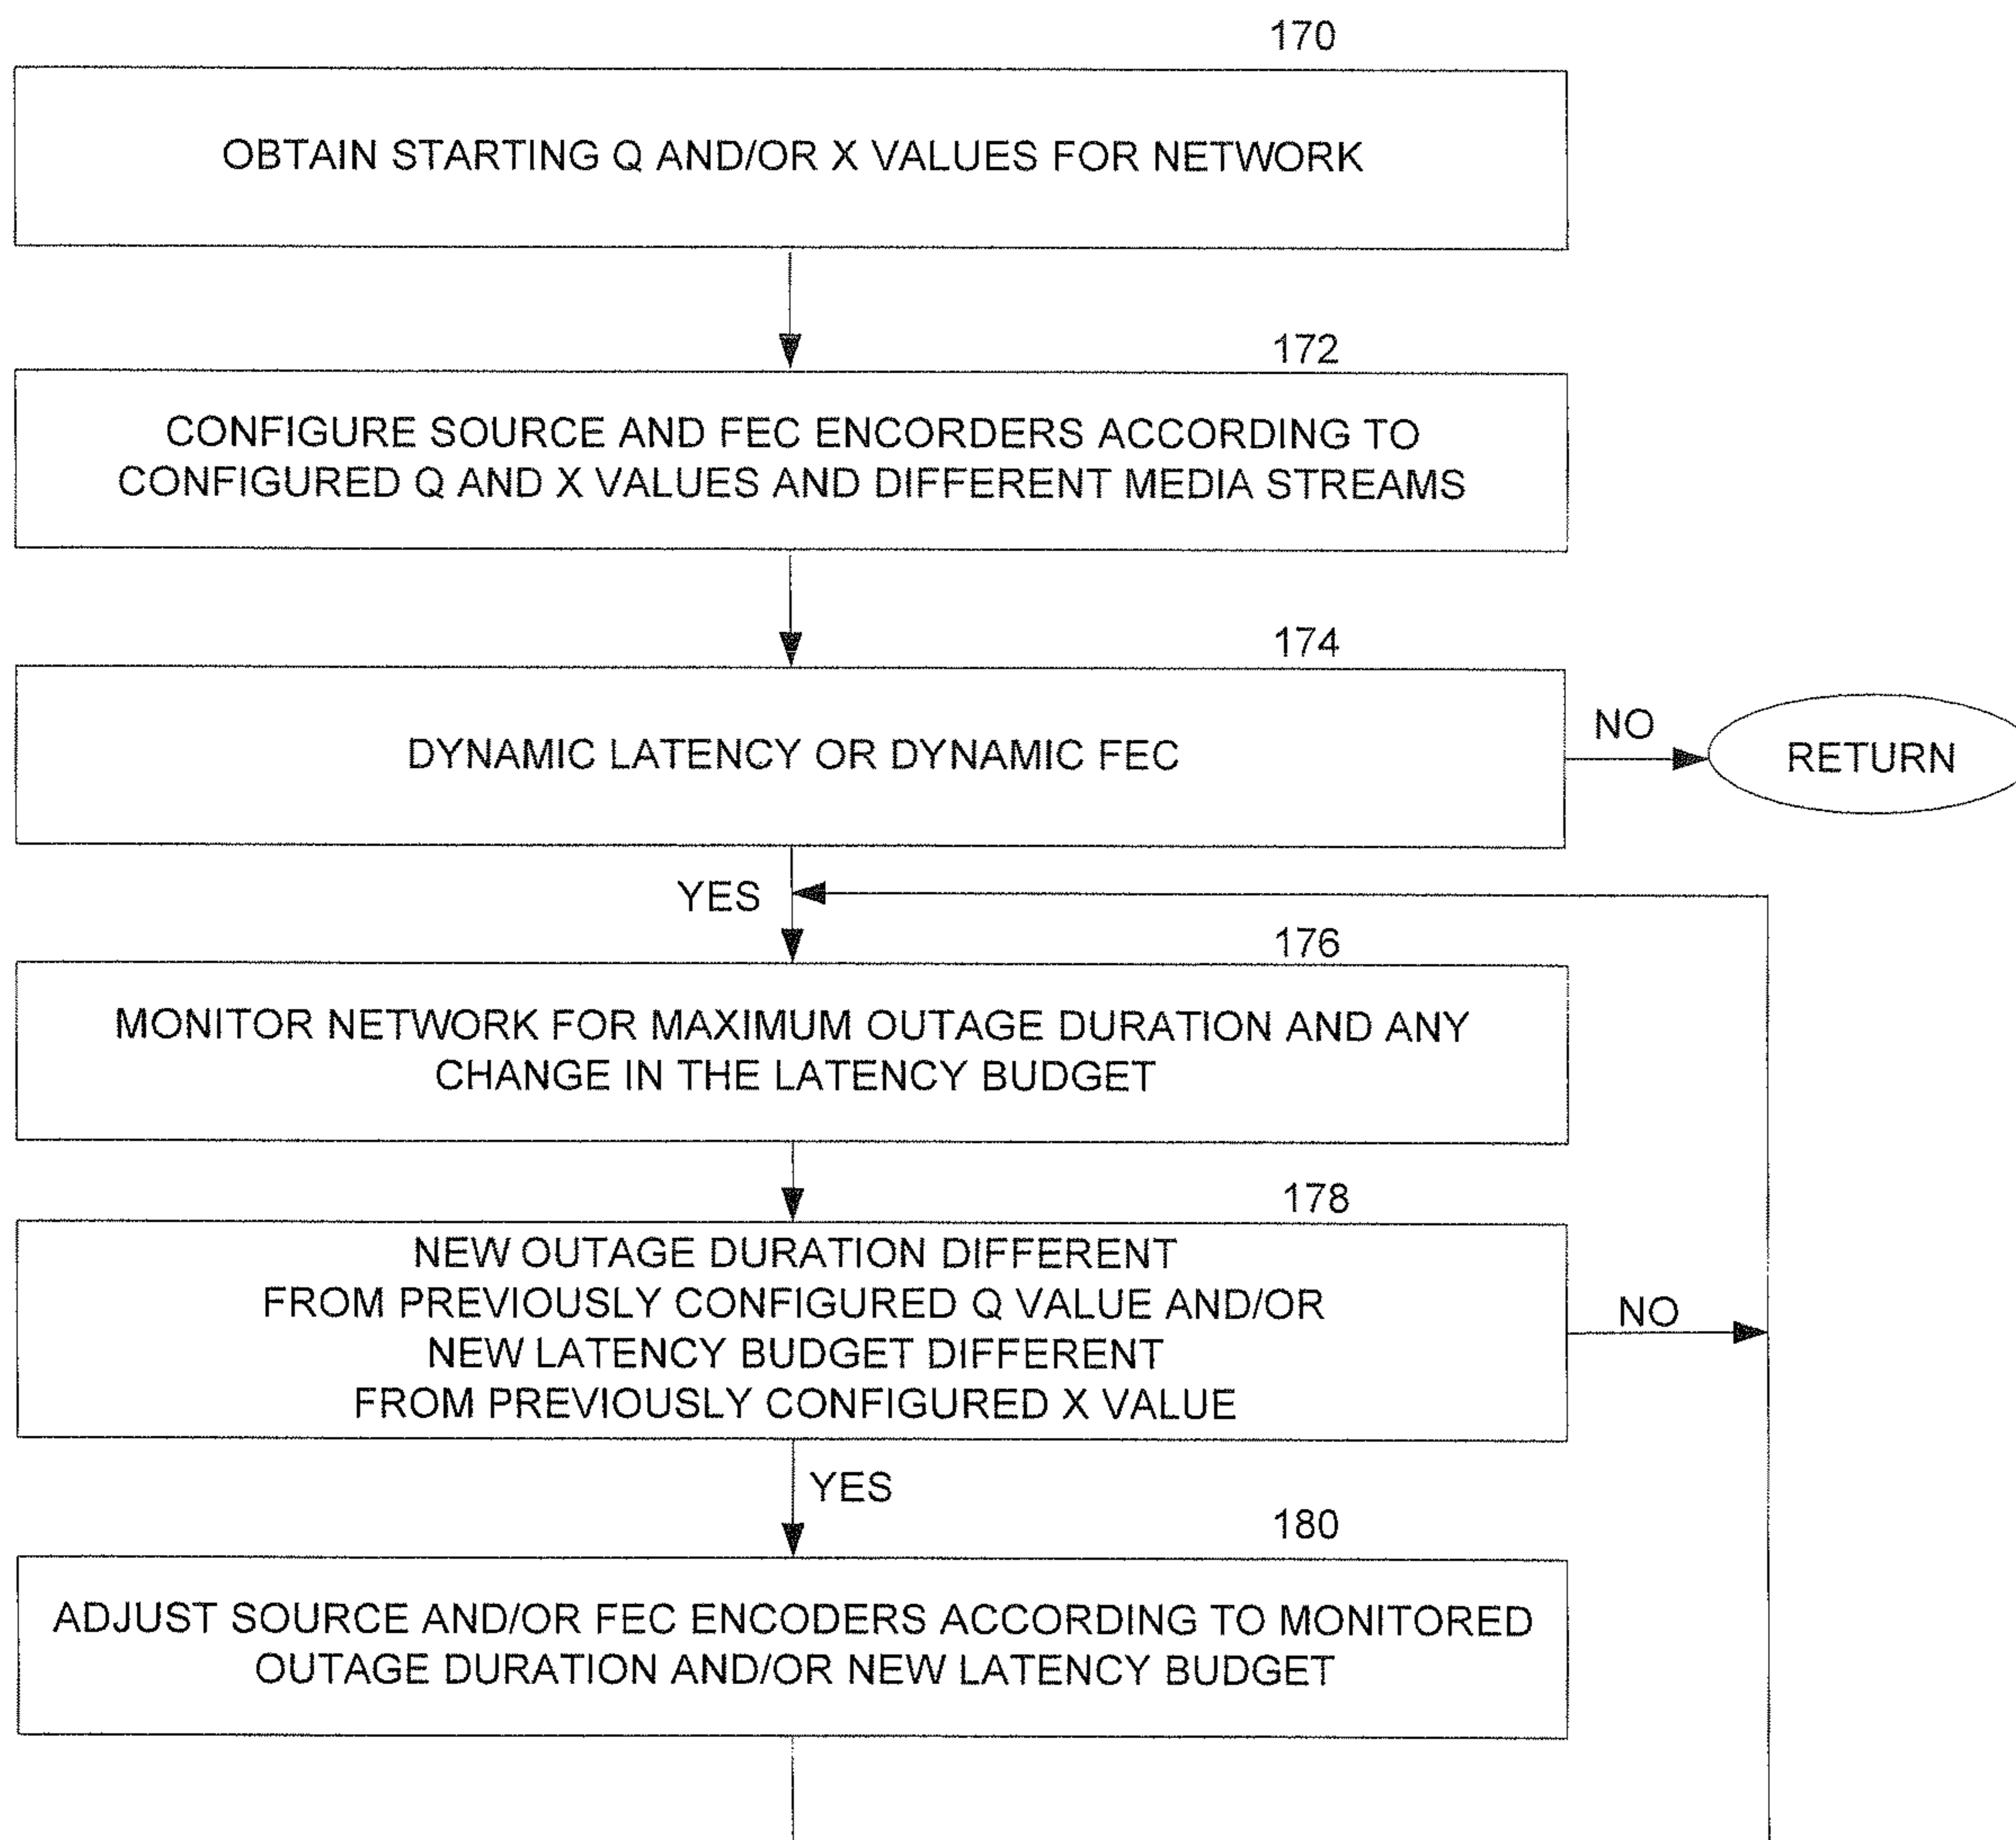 170
OBTAIN STARTING Q AND/OR X VALUES FOR NETWORK
172
CONFIGURE SOURCE AND FEC ENCORDERS ACCORDING TO
CONFIGURED Q AND X VALUES AND DIFFERENT MEDIA STREAMS
174
DYNAMIC LATENCY OR DYNAMIC FEC
NO
RETURN
YES
176
MONITOR NETWORK FOR MAXIMUM OUTAGE DURATION AND ANY
CHANGE IN THE LATENCY BUDGET
178
NEW OUTAGE DURATION DIFFERENT
FROM PREVIOUSLY CONFIGURED Q VALUE AND/OR
NEW LATENCY BUDGET DIFFERENT
FROM PREVIOUSLY CONFIGURED X VALUE
NO
YES
180
ADJUST SOURCE AND/OR FEC ENCODERS ACCORDING TO MONITORED
OUTAGE DURATION AND/OR NEW LATENCY BUDGET